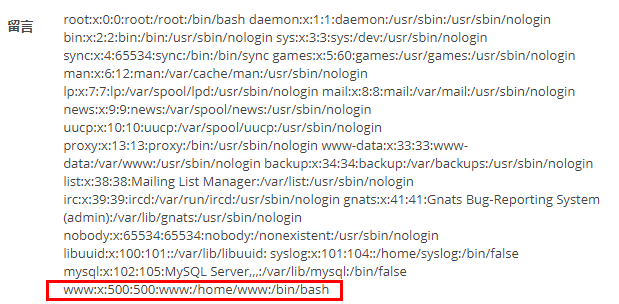 留言
root:x:0:0:root:/root:/bin/bash daemon:x:1:1:daemon:/usr/sbin:/usr/sbin/nologin
bin:x:2:2:bin:/bin:/usr/sbin/nologin sys:x:3:3:sys:/dev:/usr/sbin/nologin
sync:x:4:65534:sync:/bin:/bin/sync games:x:5:60:games:/usr/games:/usr/sbin/nologin
man:x:6:12:man:/var/cache/man:/usr/sbin/nologin
lp:x:7:7:lp:/var/spool/lpd:/usr/sbin/nologin mail:x:8:8:mail:/var/mail:/usr/sbin/nologin
news:x:9:9:news:/var/spool/news:/usr/sbin/nologin
uucp:x:10:10:uucp:/var/spool/uucp:/usr/sbin/nologin
proxy:x:13:13:proxy:/bin:/usr/sbin/nologin www-data:x:33:33:www-
data:/var/www:/usr/sbin/nologin backup:x:34:34:backup:/var/backups:/usr/sbin/nologin
list:x:38:38:Mailing List Manager:/var/list:/usr/sbin/nologin
irc:x:39:39:ircd:/var/run/ircd:/usr/sbin/nologin gnats:x:41:41:Gnats Bug-Reporting System
(admin):/var/lib/gnats:/usr/sbin/nologin
nobody:x:65534:65534:nobody:/nonexistent:/usr/sbin/nologin
libuuid:x:100:101::/var/lib/libuuid: syslog:x:101:104::/home/syslog:/bin/false
mysql:x:102:105:MySQL Server,,,:/var/lib/mysql:/bin/false
www:x:500:500:www:/home/www:/bin/bash